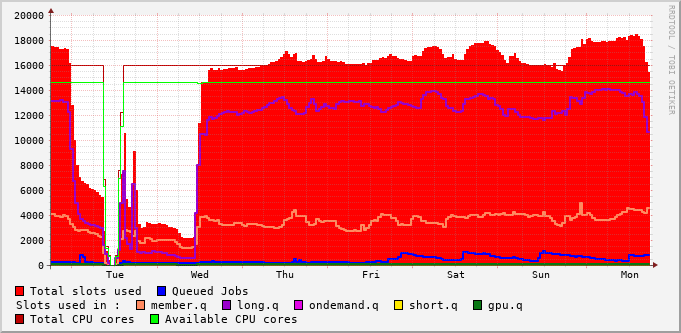 20000
18000
16000
14000
12000
10000
8000
6000
4000
2000
0
Tue Wed Thu Fri Sat Sun Mon
RRDTOOL / TOBI OETIKER
Total slots used Queued Jobs
Slots used in : member.q long.q ondemand.q short.q gpu.q
Total CPU cores Available CPU cores